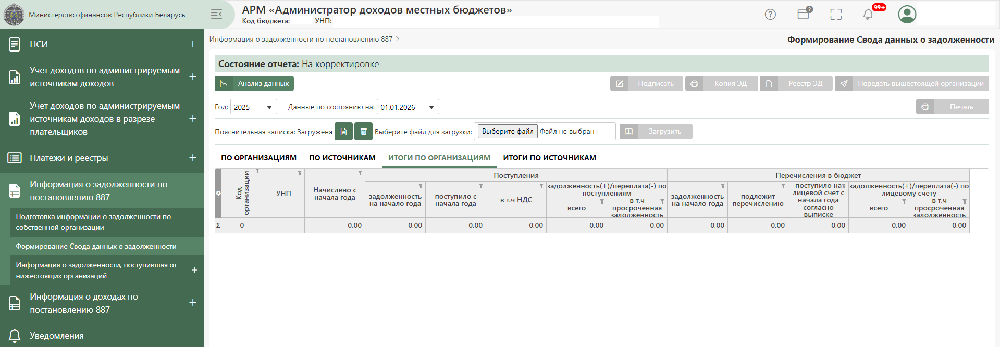 Министерство финансов Республики Беларусь
АРМ «Администратор доходов местных бюджетов»
Код бюджета: УНП:
?
?
99+
НСИ
Учет доходов по администрируемым
источникам доходов
Учет доходов по администрируемым
источникам доходов в разрезе
плательщиков
Платежи и реестры
Информация о задолженности по
постановлению 887
Подготовка информации о задолженности по
собственной организации
Формирование Свода данных о задолженности
Информация о задолженности, поступившая от
нижестоящих организаций
Информация о доходах по
постановлению 887
Уведомления
Информация о задолженности по постановлению 887
Формирование Свода данных о задолженности
Состояние отчета: На корректировке
Анализ данных
Подписать
Копия ЭД
Реестр ЭД
Передать вышестоящей организации
Год: 2025 Данные по состоянию на: 01.01.2026
Печать
Пояснительная записка: Загружена W Выберите файл для загрузки: Выберите файл Файл не выбран Загрузить
ПО ОРГАНИЗАЦИЯМ ПО ИСТОЧНИКАМ ИТОГИ ПО ОРГАНИЗАЦИЯМ ИТОГИ ПО ИСТОЧНИКАМ
Код
организации
УНП
Начислено с
начала года
Поступления
задолженность
на начало года
поступило с
начала года
в т.ч НДС
задолженность(+)/переплата(-) по
поступлениям
всего
в т.ч
просроченная
задолженность
Перечисления в бюджет
задолженность
на начало года
подлежит
перечислению
поступило на
лицевой счет с
начала года
согласно
выписке
задолженность(+)/переплата(-) по
лицевому счету
всего
в т.ч
просроченная
задолженность
Σ 0 0,00 0,00 0,00 0,00 0,00 0,00 0,00 0,00 0,00 0,00 0,00